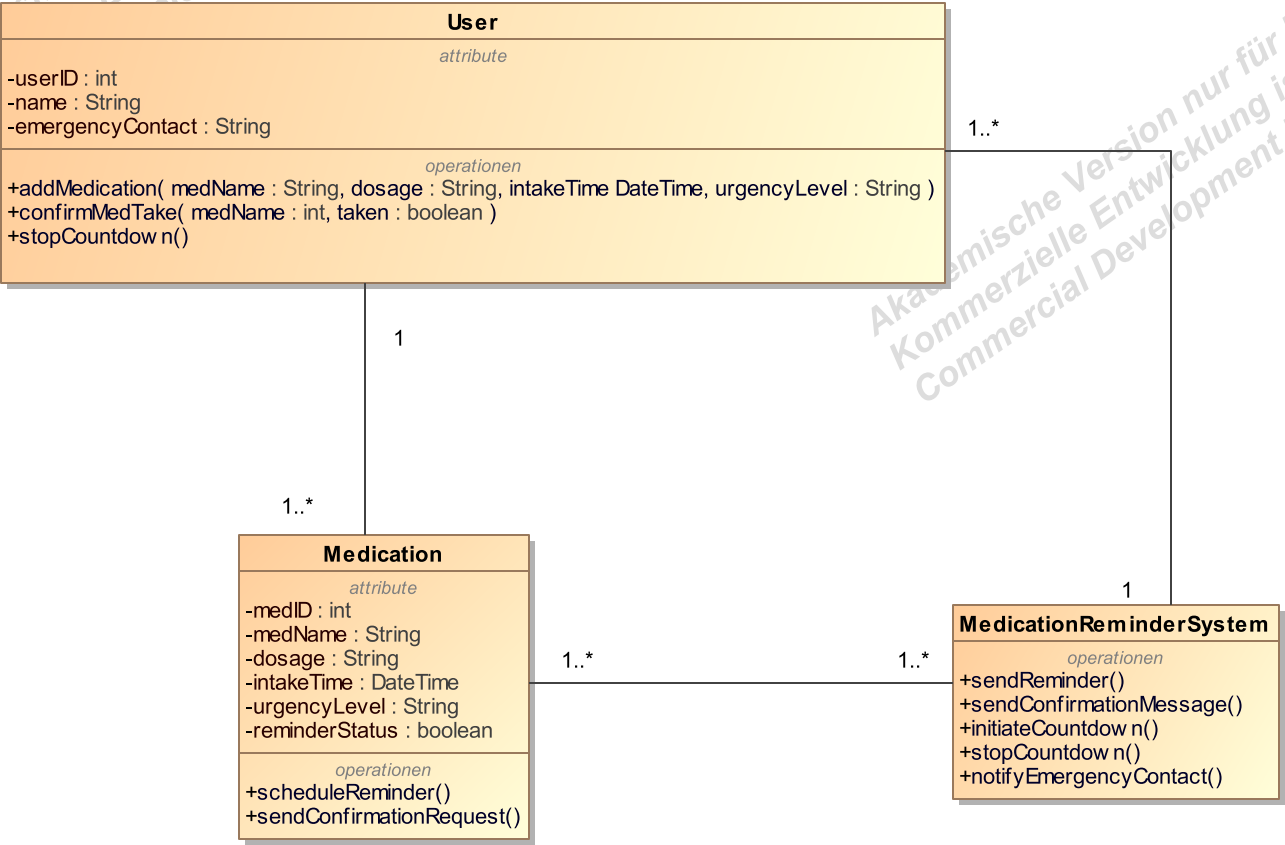 User
attribute
-userID : int
-name : String
-emergencyContact : String
operationen
+addMedication( medName : String, dosage : String, intakeTime DateTime, urgencyLevel : String )
+confirmMedTake( medName : int, taken : boolean )
+stopCountdown()
1..*
Akademische Version nur für
Kommerzielle Entwicklung
Commercial Development
1
1..*
Medication
attribute
-medID : int
-medName : String
-dosage : String
-intakeTime : DateTime
-urgencyLevel : String
-reminderStatus : boolean
operationen
+scheduleReminder()
+sendConfirmationRequest()
1..*
1..*
1
MedicationReminderSystem
operationen
+sendReminder()
+sendConfirmationMessage()
+initiateCountdown()
+stopCountdown()
+notifyEmergencyContact()